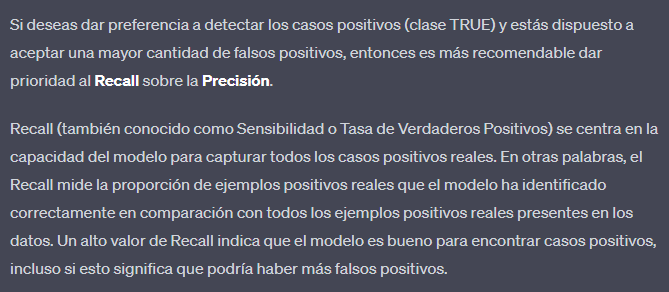 Si deseas dar preferencia a detectar los casos positivos (clase TRUE) y estás dispuesto a
aceptar una mayor cantidad de falsos positivos, entonces es más recomendable dar
prioridad al Recall sobre la Precisión.
Recall (también conocido como Sensibilidad o Tasa de Verdaderos Positivos) se centra en la
capacidad del modelo para capturar todos los casos positivos reales. En otras palabras, el
Recall mide la proporción de ejemplos positivos reales que el modelo ha identificado
correctamente en comparación con todos los ejemplos positivos reales presentes en los
datos. Un alto valor de Recall indica que el modelo es bueno para encontrar casos positivos,
incluso si esto significa que podría haber más falsos positivos.